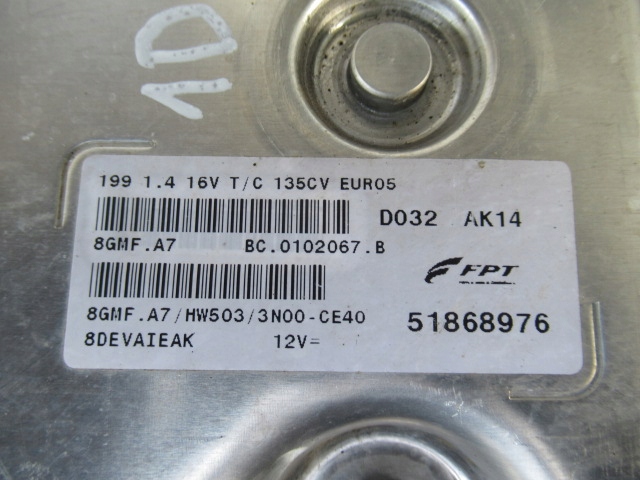 1D
199 1.4 16V T/C 135CV EURO5
D032 AK14
8GMF.A7 BC.0102067.B
FPT
8GMF.A7/HW503/3N00-CE40
51868976
8DEVAIEAK 12V=